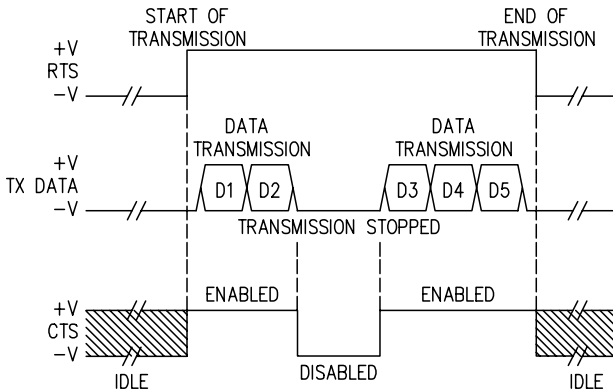 START OF
TRANSMISSION
END OF
TRANSMISSION
+V
RTS
−V
DATA
TRANSMISSION
DATA
TRANSMISSION
+V
TX DATA
−V
D1
D2
D3
D4
D5
TRANSMISSION STOPPED
ENABLED
ENABLED
+V
CTS
−V
DISABLED
IDLE
IDLE